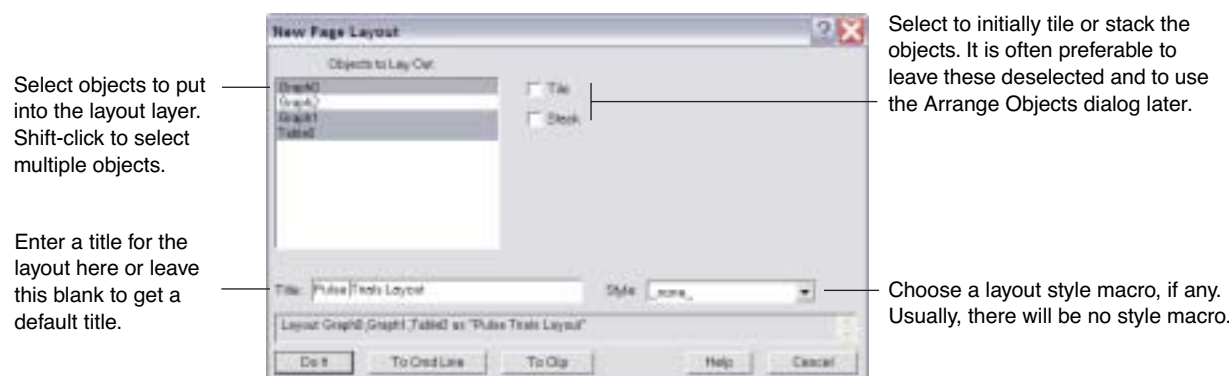 New Page Layout
Objects to Lay Out
Graph0
Graph2
Graph1
Table0
Tile
Stack
Select objects to put
into the layout layer.
Shift-click to select
multiple objects.
Select to initially tile or stack the
objects. It is often preferable to
leave these deselected and to use
the Arrange Objects dialog later.
Enter a title for the
layout here or leave
this blank to get a
default title.
Title: Pulse Trials Layout
Style: _none_
Choose a layout style macro, if any.
Usually, there will be no style macro.
Layout Graph0,Graph1,Table0 as "Pulse Trials Layout"
Do It
To Cmd Line
To Clip
Help
Cancel